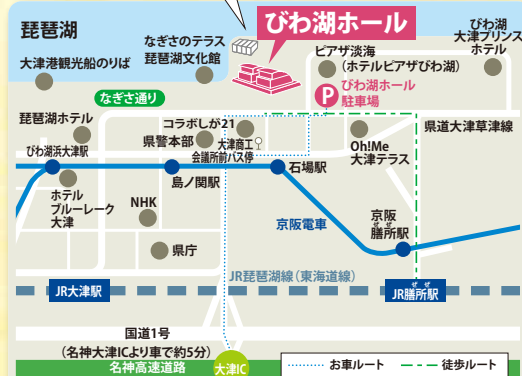 琵琶湖
びわ湖ホール
なぎさのテラス
琵琶湖文化館
ピアザ淡海
(ホテルピアザびわ湖)
びわ湖
大津プリンス
ホテル
大津港観光船のりば
なぎさ通り
P
びわ湖ホール
駐車場
琵琶湖ホテル
コラボしが21
県警本部
大津商工
会議所前バス停
県道大津草津線
Oh!Me
大津テラス
びわ湖浜大津駅
島ノ関駅
石場駅
ホテル
ブルーレーク
大津
NHK
県庁
京阪電車
京阪
膳所駅
ぜぜ
JR琵琶湖線(東海道線)
JR大津駅
ぜぜ
JR膳所駅
国道1号
(名神大津ICより車で約5分)
名神高速道路
大津IC
お車ルート
徒歩ルート